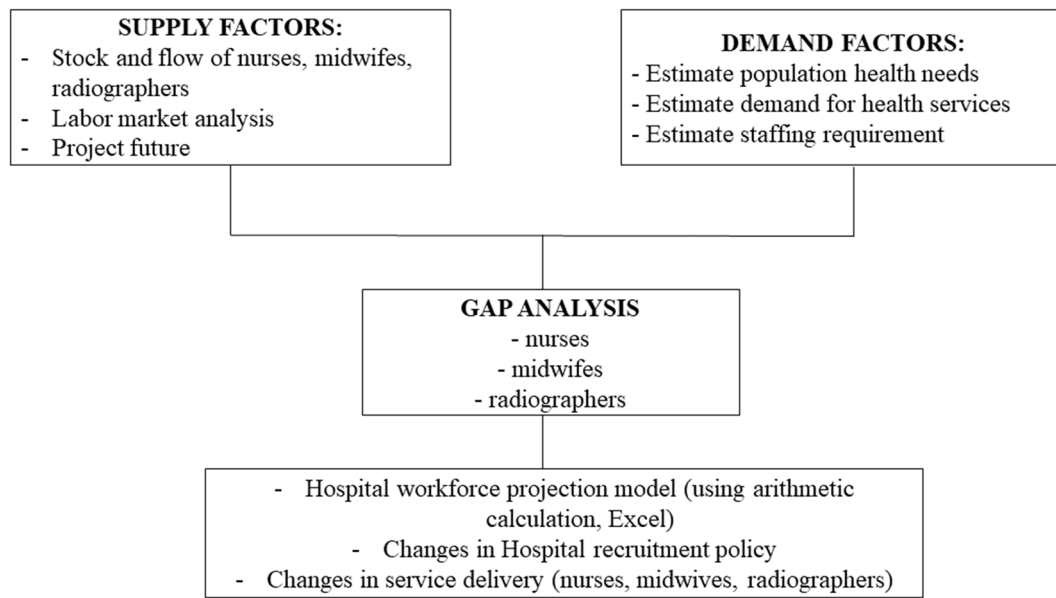 SUPPLY FACTORS:
- Stock and flow of nurses, midwifes,
radiographers
- Labor market analysis
- Project future
DEMAND FACTORS:
- Estimate population health needs
- Estimate demand for health services
- Estimate staffing requirement
GAP ANALYSIS
- nurses
- midwifes
- radiographers
- Hospital workforce projection model (using arithmetic
calculation, Excel)
- Changes in Hospital recruitment policy
- Changes in service delivery (nurses, midwives, radiographers)